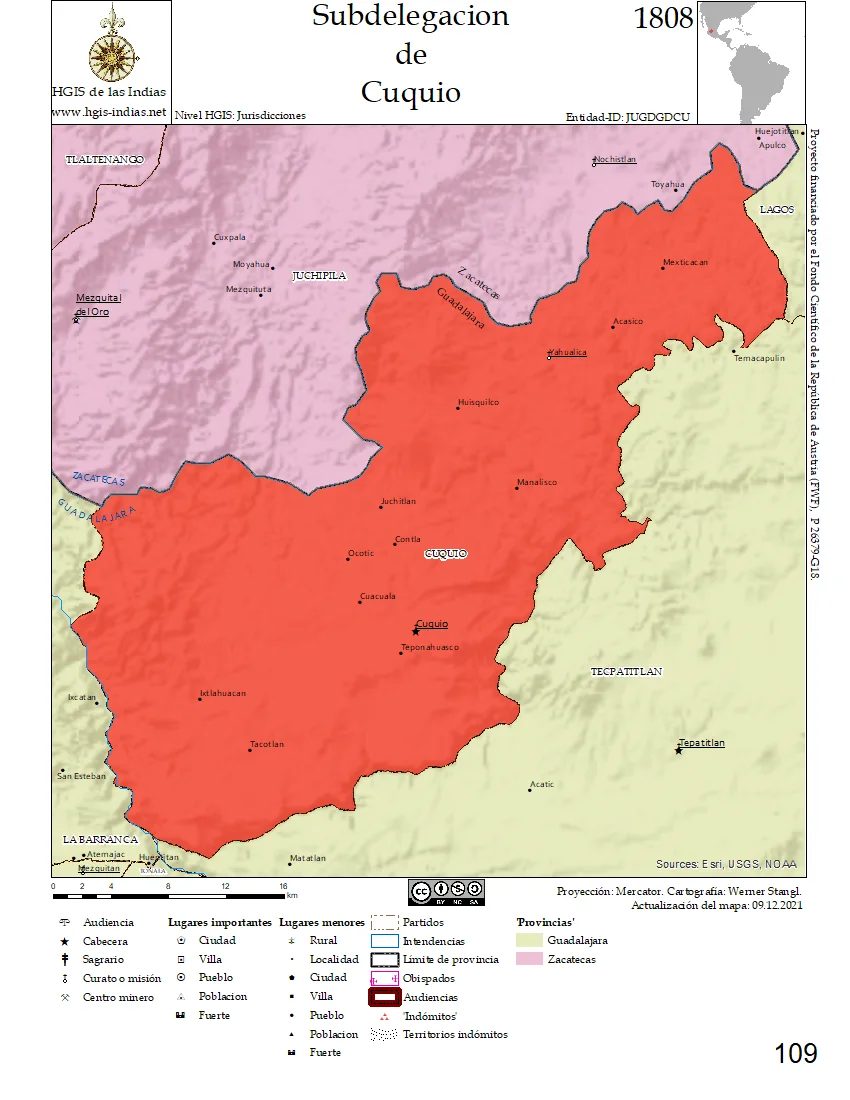 Subdelegacion
de
Cuquio
1808
HGIS de las Indias
www.hgis-indias.net
Nivel HGIS: Jurisdicciones
Entidad-ID: JUGDGDCU
Huejotitlan
Apulco
TLALTENANGO
Nochistlan
Toyahua
LAGOS
Cuxpala
Moyahua
JUCHIPILA
Mezquituta
Mezquital
del Oro
Zacatecas
Guadalajara
Mexticacan
Acasico
Yahualica
Temacapulin
Huisquilco
ZACATECAS
GUADALAJARA
Manalisco
Juchitlan
Contla
Ocotic
CUQUIO
Cuacuala
Cuquio
Teponahuasco
TECPATITLAN
Ixcatan
Ixtlahuacan
Tacotlan
Tepatitlan
San Esteban
Acatic
LA BARRANCA
Atemajac
Huentitan
Mezquitan
TONALA
Matatlan
Sources: Esri, USGS, NOAA
Proyecto financiado por el Fondo Científico de la República de Austria (FWF), P 26379-G18.
0 2 4 8 12 16
km
CC BY NC SA
Proyección: Mercator. Cartografía: Werner Stangl.
Actualización del mapa: 09.12.2021
Audiencia
Cabecera
Sagrario
Curato o misión
Centro minero
Lugares importantes
Ciudad
Villa
Pueblo
Poblacion
Fuerte
Lugares menores
Rural
Localidad
Ciudad
Villa
Pueblo
Poblacion
Fuerte
Partidos
Intendencias
Límite de provincia
Obispados
Audiencias
'Indómitos'
Territorios indómitos
'Provincias'
Guadalajara
Zacatecas
109